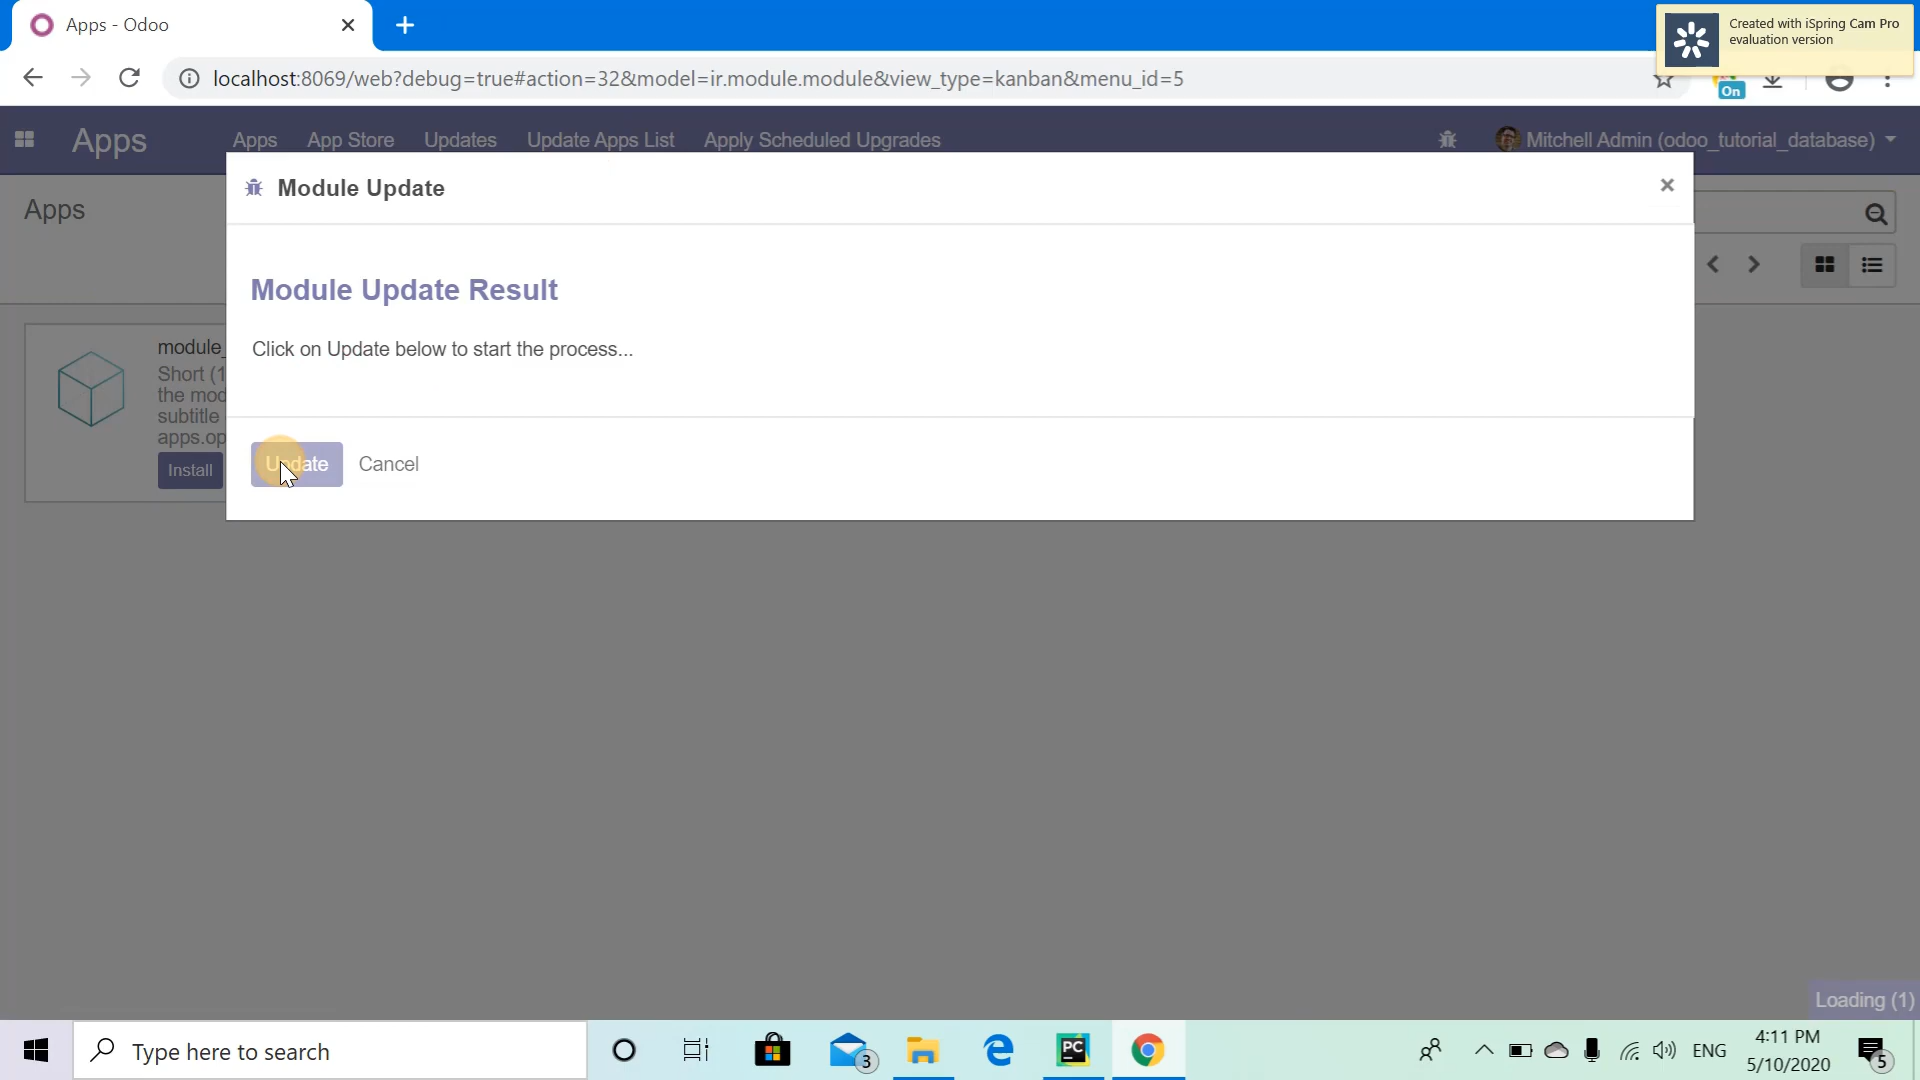 Apps - Odoo
Created with iSpring Cam Pro
evaluation version
localhost:8069/web?debug=true#action=32&model=ir.module.module&view_type=kanban&menu_id=5
On
Apps
Apps
App Store
Updates
Update Apps List
Apply Scheduled Upgrades
Mitchell Admin (odoo_tutorial_database)
Module Update
Apps
Module Update Result
Click on Update below to start the process...
module_
Short (1
the mod
subtitle
apps.op
Install
Update
Cancel
Loading (1)
Type here to search
3
PC
ENG
4:11 PM
5/10/2020
5